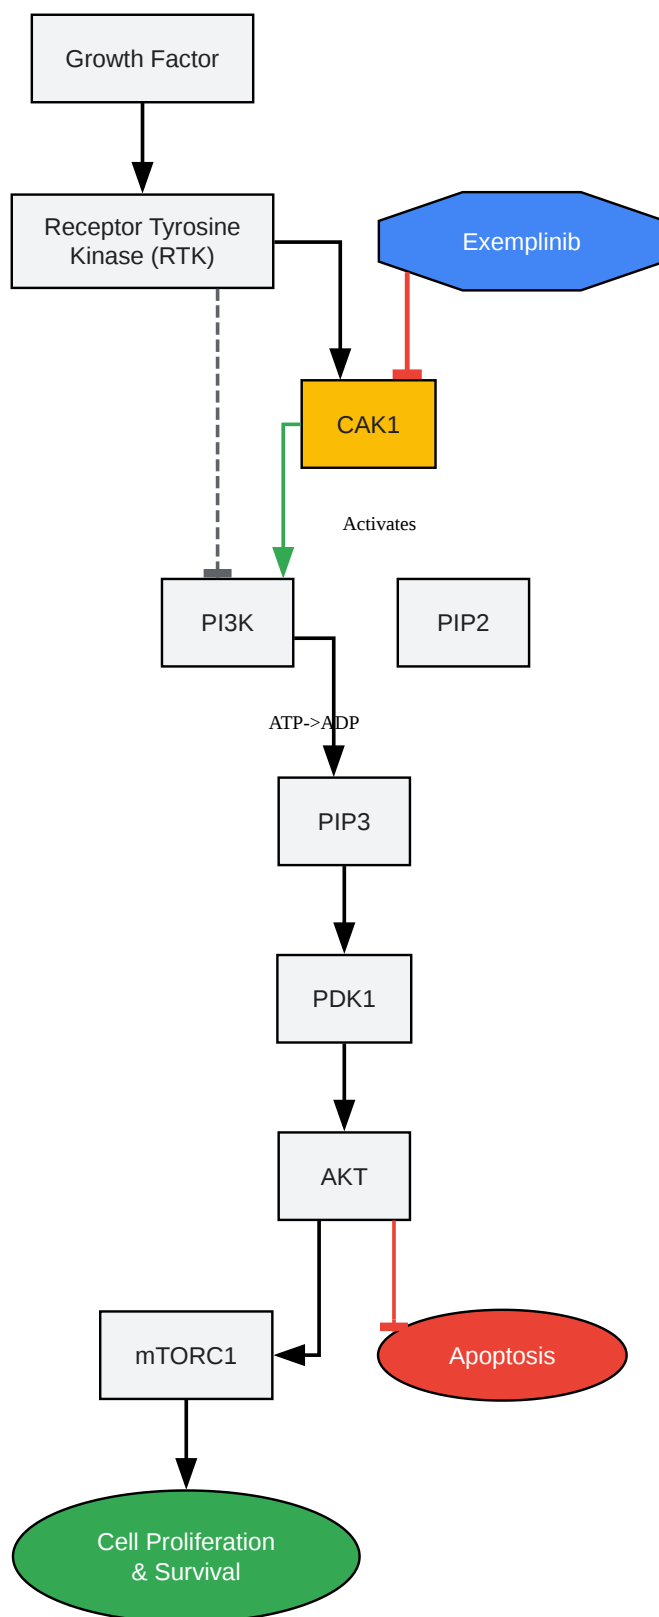 Growth Factor
Receptor Tyrosine
Kinase (RTK)
Exemplinib
CAK1
Activates
PI3K
PIP2
ATP->ADP
PIP3
PDK1
AKT
mTORC1
Apoptosis
Cell Proliferation
& Survival